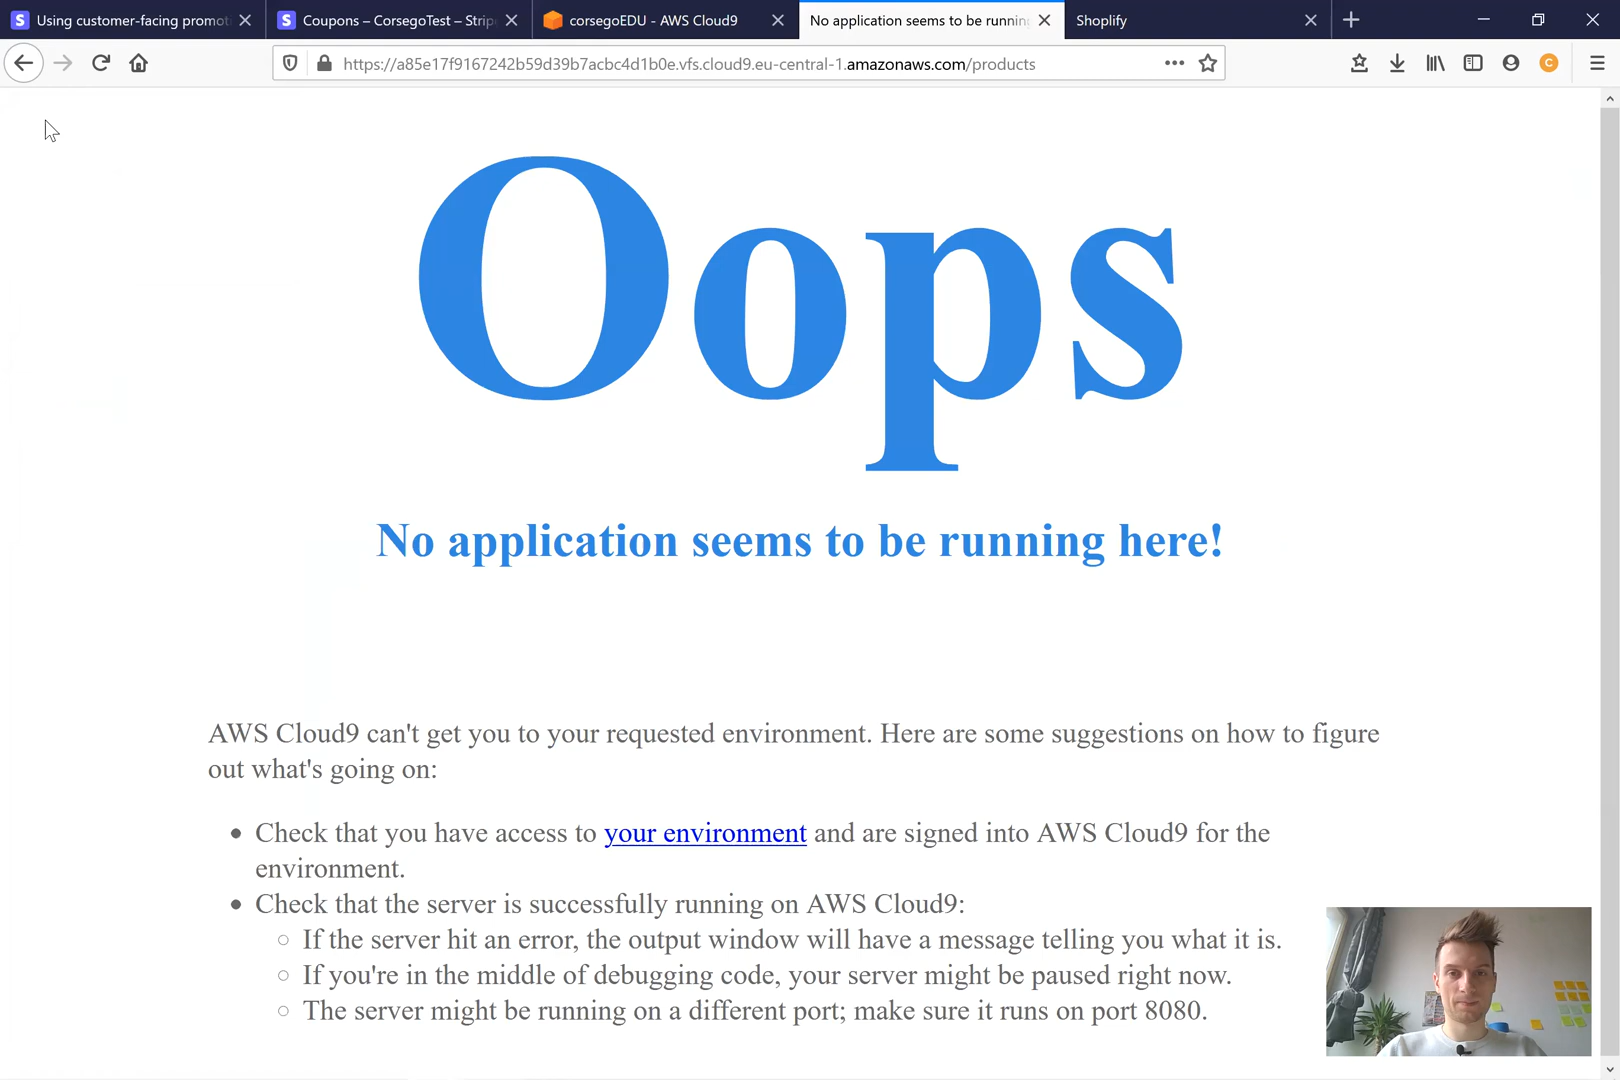 Using customer-facing promot
Coupons – CorsegoTest – Strip
corsegoEDU - AWS Cloud9
No application seems to be runnin
Shoplify
https://a85e17f9167242b59d39b7acbc4d1b0e.vfs.cloud9.eu-central-1.amazonaws.com/products
C
Oops
No application seems to be running here!
AWS Cloud9 can't get you to your requested environment. Here are some suggestions on how to figure
out what's going on:
Check that you have access to your environment and are signed into AWS Cloud9 for the
environment.
Check that the server is successfully running on AWS Cloud9:
If the server hit an error, the output window will have a message telling you what it is.
If you're in the middle of debugging code, your server might be paused right now.
The server might be running on a different port; make sure it runs on port 8080.